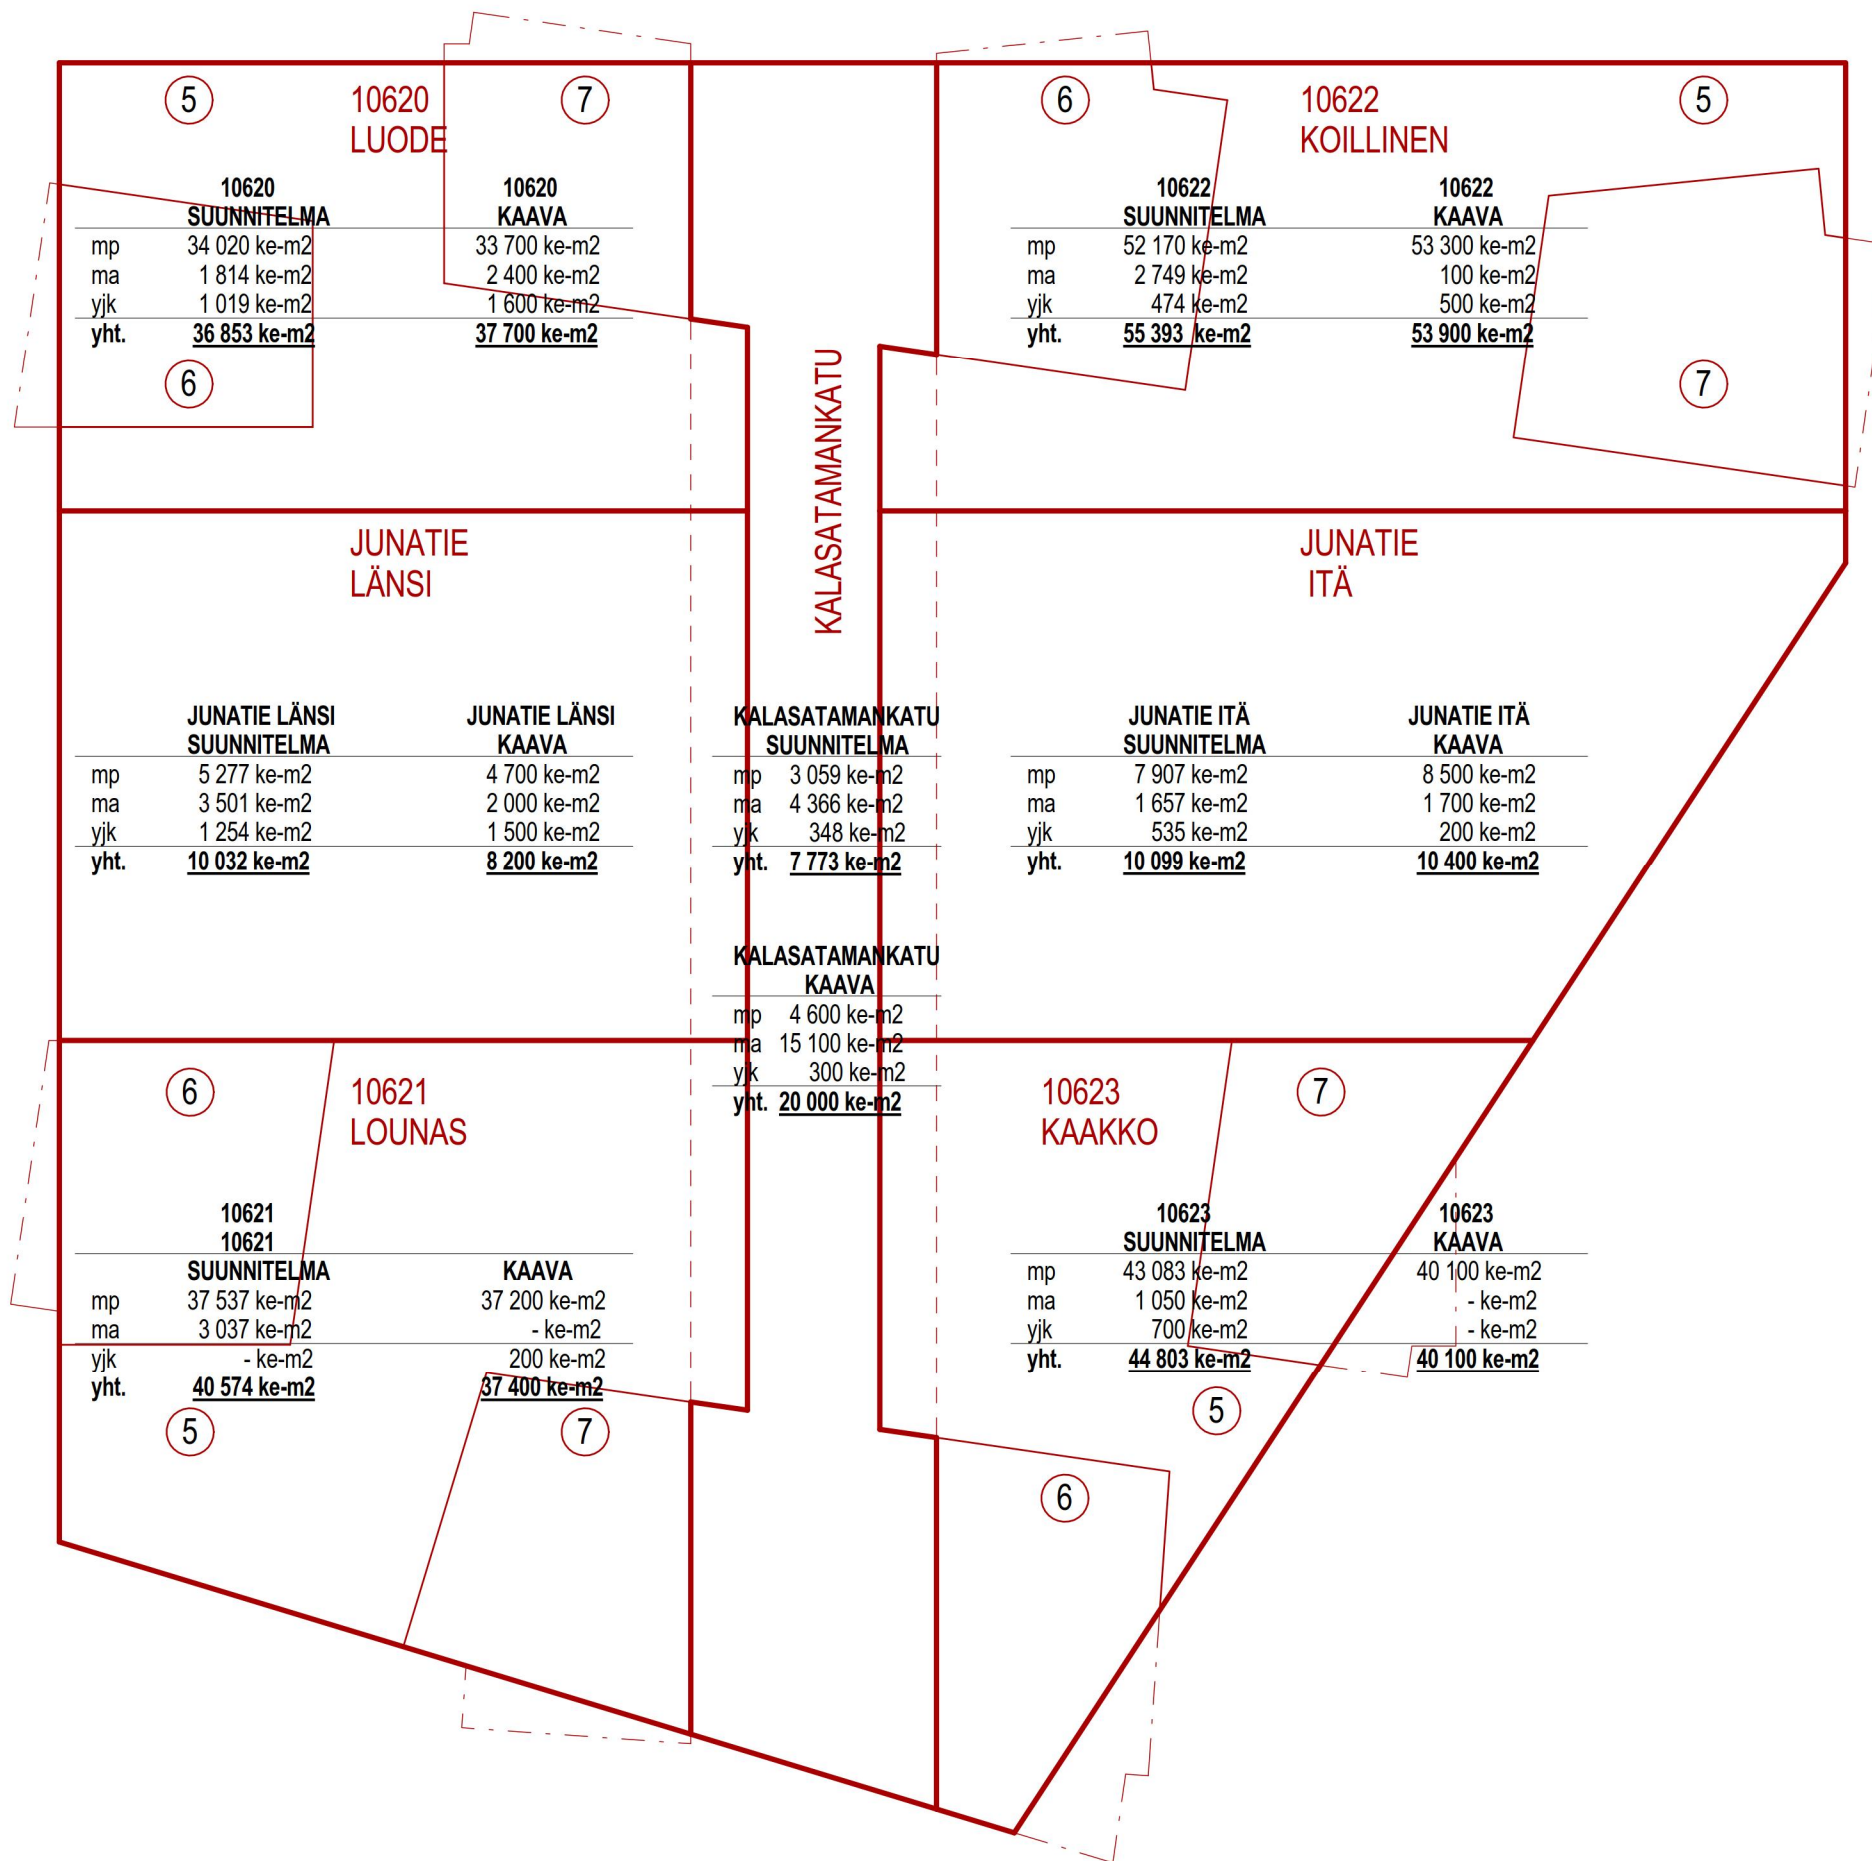 5
10620
LUODE
7
10620
10620
SUUNNITELMA
KAAVA
mp 34 020 ke-m2 33 700 ke-m2
ma 1 814 ke-m2 2 400 ke-m2
yjk 1 019 ke-m2 1 600 ke-m2
yht. 36 853 ke-m2 37 700 ke-m2
6
6
10622
KOILLINEN
5
10622
10622
SUUNNITELMA
KAAVA
mp 52 170 ke-m2 53 300 ke-m2
ma 2 749 ke-m2 100 ke-m2
yjk 474 ke-m2 500 ke-m2
yht. 55 393 ke-m2 53 900 ke-m2
7
KALASATAMANKATU
JUNATIE
LÄNSI
JUNATIE LÄNSI
JUNATIE LÄNSI
SUUNNITELMA
KAAVA
mp 5 277 ke-m2 4 700 ke-m2
ma 3 501 ke-m2 2 000 ke-m2
yjk 1 254 ke-m2 1 500 ke-m2
yht. 10 032 ke-m2 8 200 ke-m2
KALASATAMANKATU
SUUNNITELMA
mp 3 059 ke-m2
ma 4 366 ke-m2
yjk 348 ke-m2
yht. 7 773 ke-m2
KALASATAMANKATU
KAAVA
mp 4 600 ke-m2
ma 15 100 ke-m2
yjk 300 ke-m2
yht. 20 000 ke-m2
JUNATIE
ITÄ
JUNATIE ITÄ
JUNATIE ITÄ
SUUNNITELMA
KAAVA
mp 7 907 ke-m2 8 500 ke-m2
ma 1 657 ke-m2 1 700 ke-m2
yjk 535 ke-m2 200 ke-m2
yht. 10 099 ke-m2 10 400 ke-m2
6
10621
LOUNAS
10621
10621
SUUNNITELMA KAAVA
mp 37 537 ke-m2 37 200 ke-m2
ma 3 037 ke-m2 - ke-m2
yjk - ke-m2 200 ke-m2
yht. 40 574 ke-m2 37 400 ke-m2
5
7
10623
KAAKKO
7
10623
10623
SUUNNITELMA
KAAVA
mp 43 083 ke-m2 40 100 ke-m2
ma 1 050 ke-m2 - ke-m2
yjk 700 ke-m2 - ke-m2
yht. 44 803 ke-m2 40 100 ke-m2
5
6